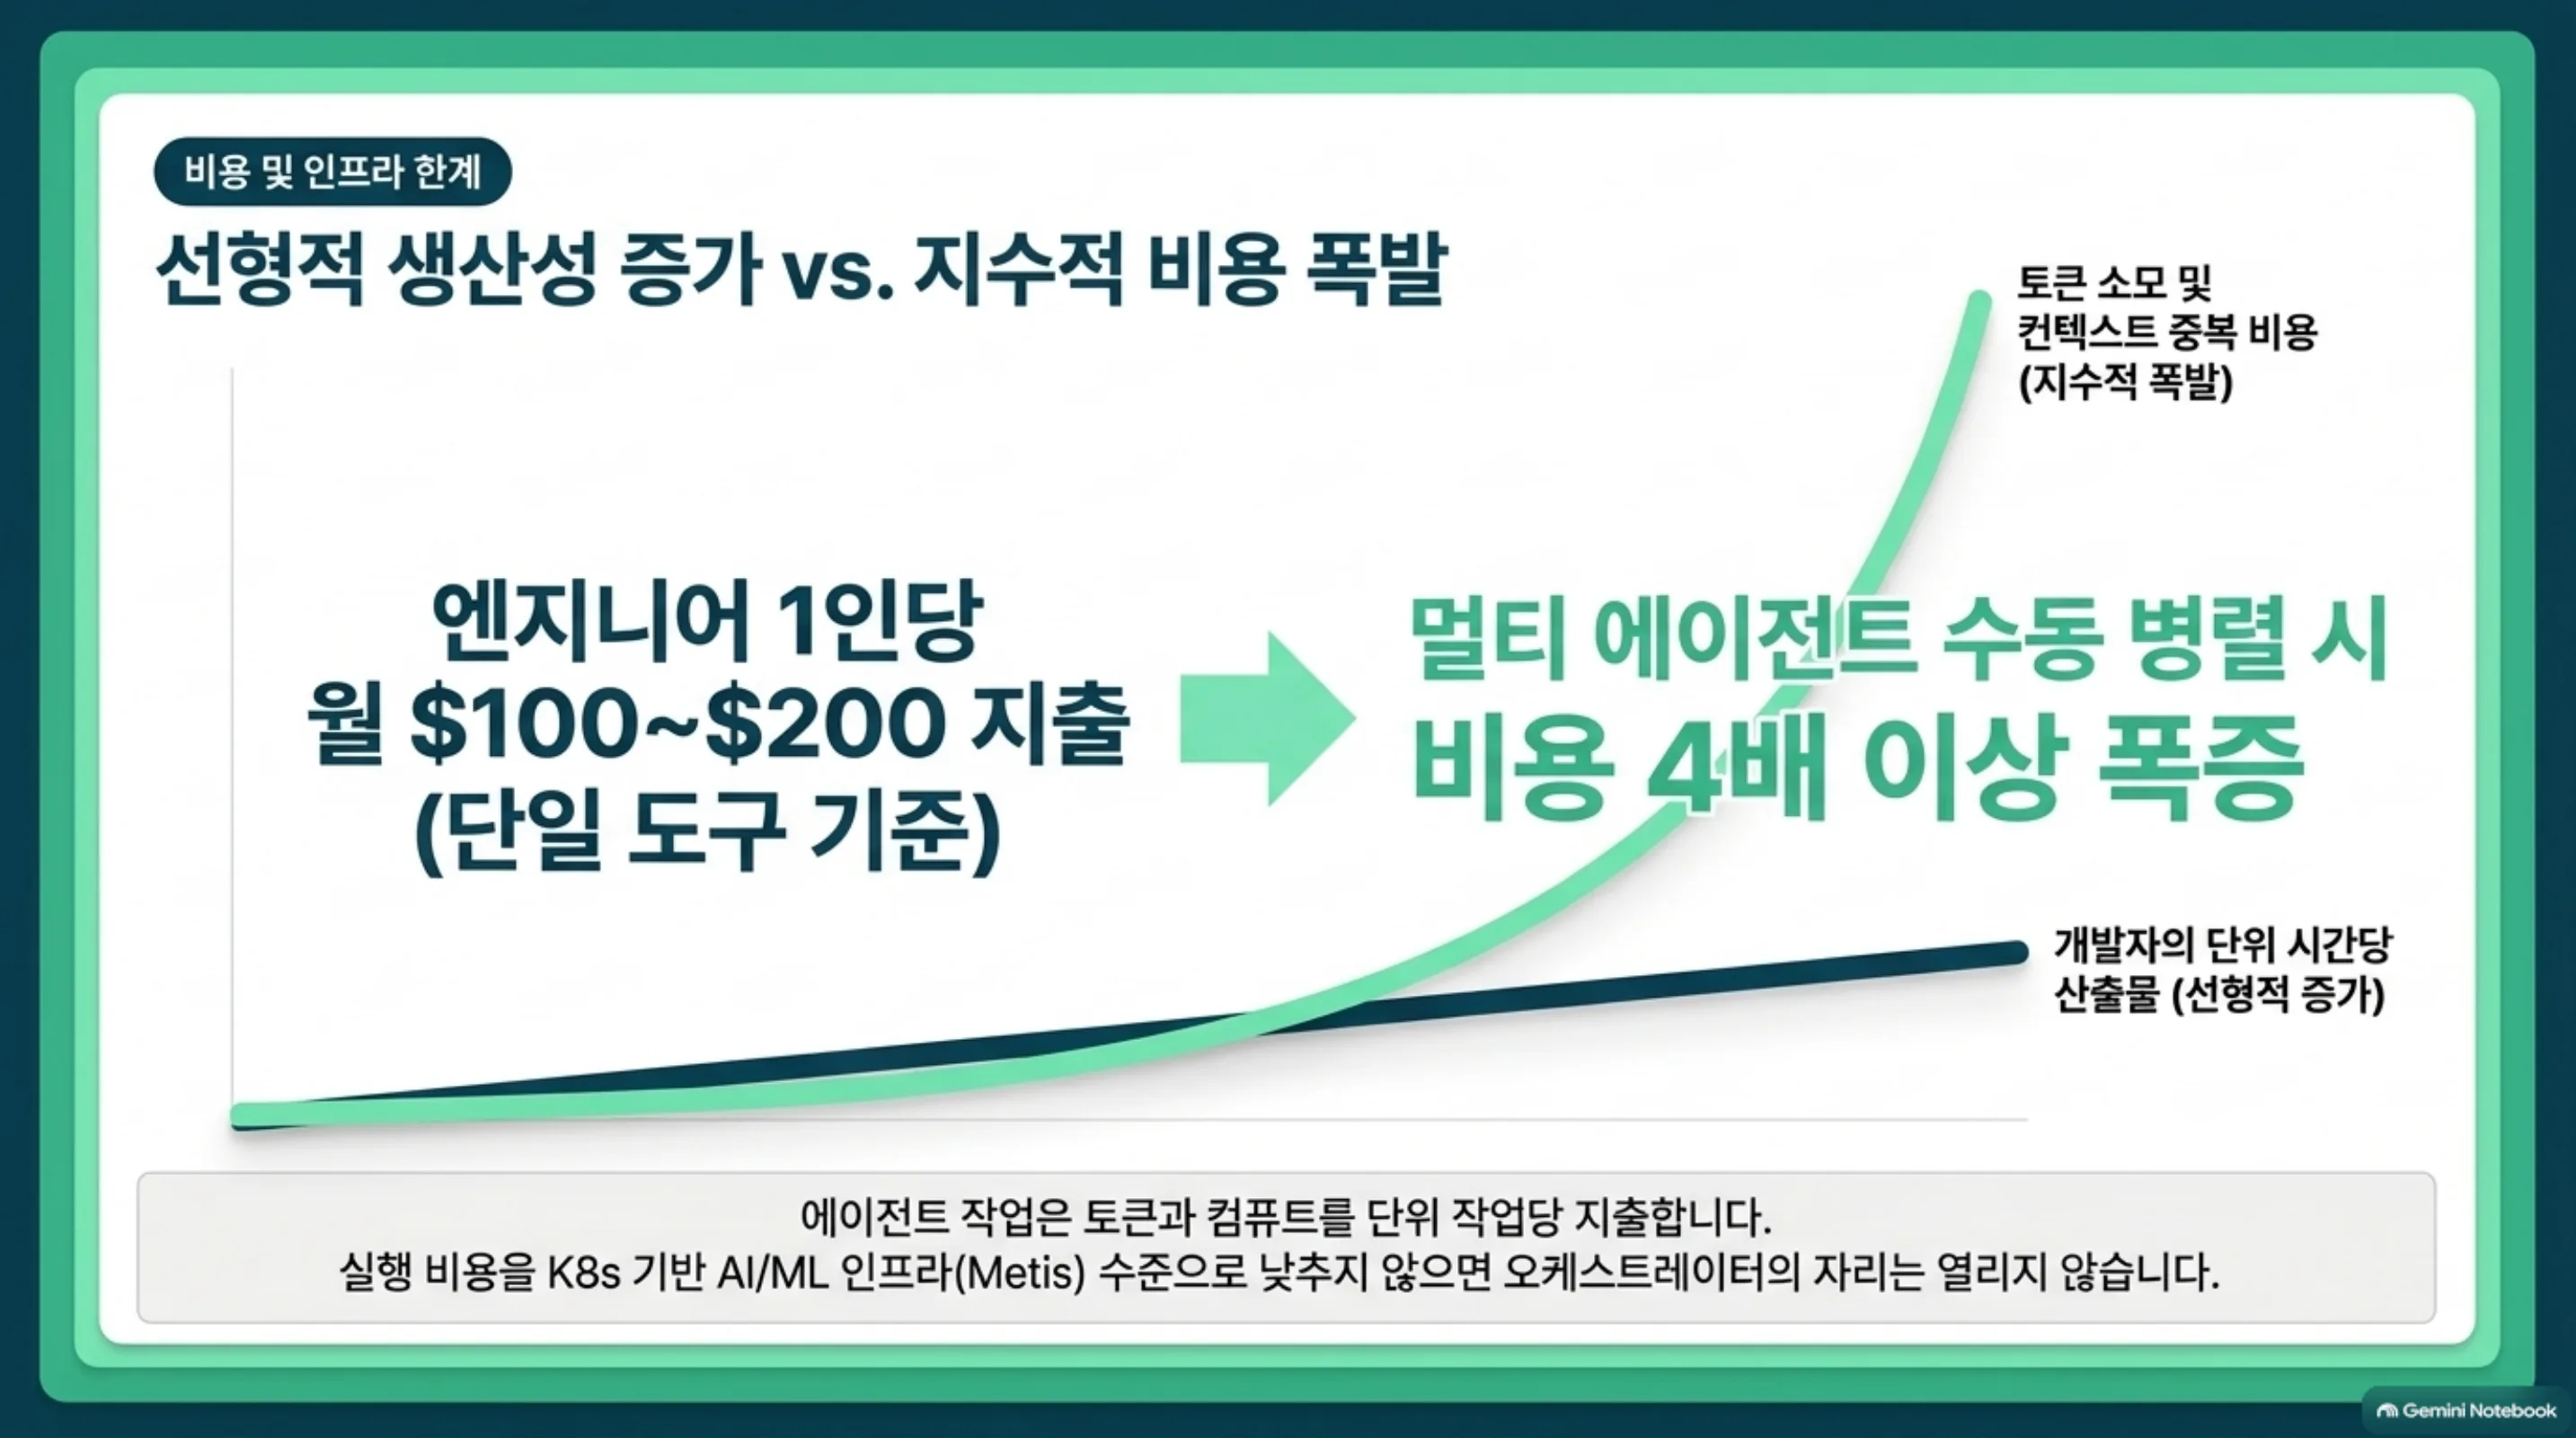 비용 및 인프라 한계
선형적 생산성 증가 vs. 지수적 비용 폭발
토큰 소모 및
컨텍스트 중복 비용
(지수적 폭발)
엔지니어 1인당
월 $100~$200 지출
(단일 도구 기준)
멀티 에이전트 수동 병렬 시
비용 4배 이상 폭증
개발자의 단위 시간당
산출물 (선형적 증가)
에이전트 작업은 토큰과 컴퓨트를 단위 작업당 지출합니다.
실행 비용을 K8s 기반 AI/ML 인프라(Metis) 수준으로 낮추지 않으면 오케스트레이터의 자리는 열리지 않습니다.
Gemini Notebook